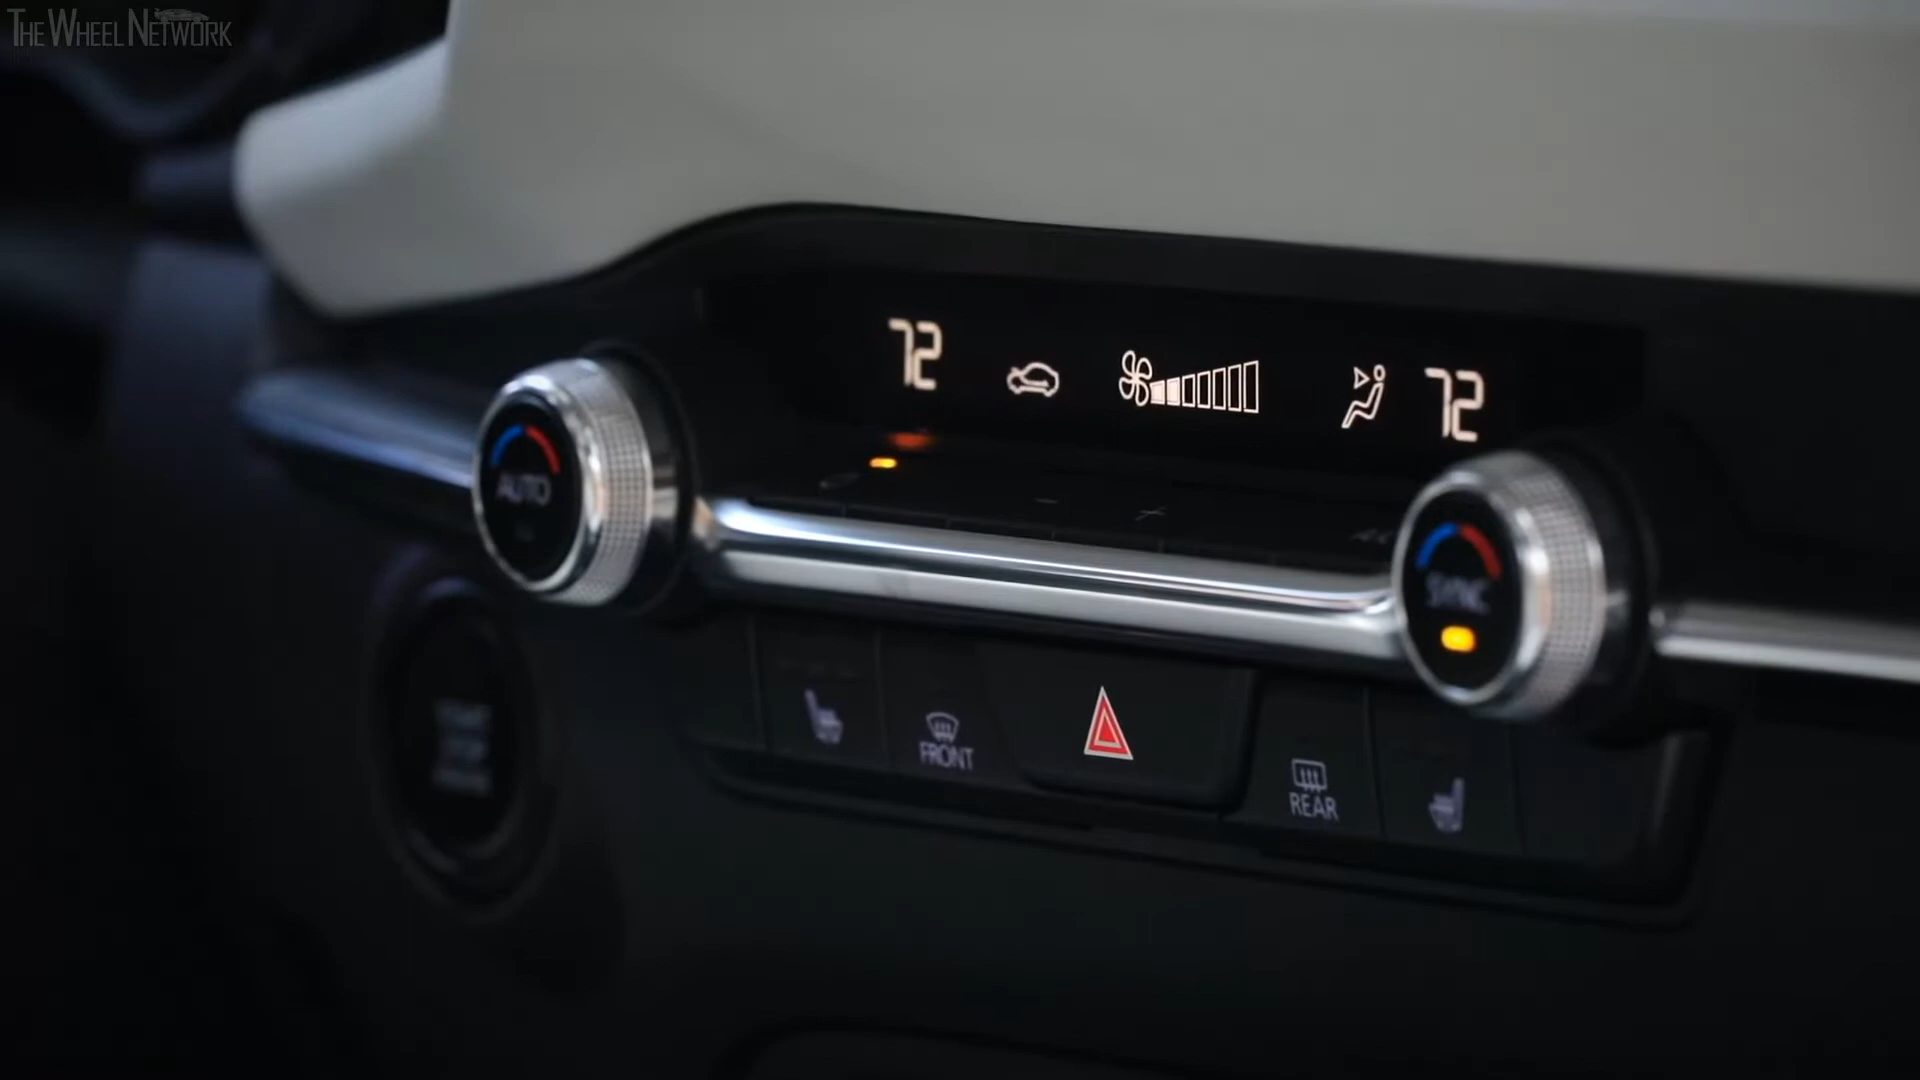 THE WHEEL NETWORK
72
72
AUTO
SYNC
FRONT
REAR